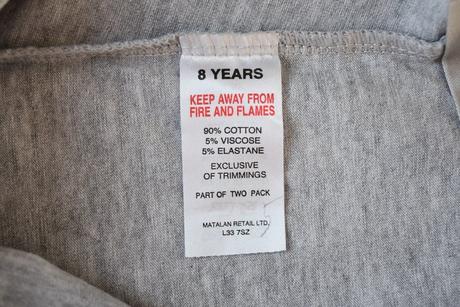 8 YEARS
KEEP AWAY FROM
FIRE AND FLAMES
90% COTTON
5% VISCOSE
5% ELASTANE
EXCLUSIVE
OF TRIMMINGS
PART OF TWO PACK
MATALAN RETAIL LTD.
L33 7SZ